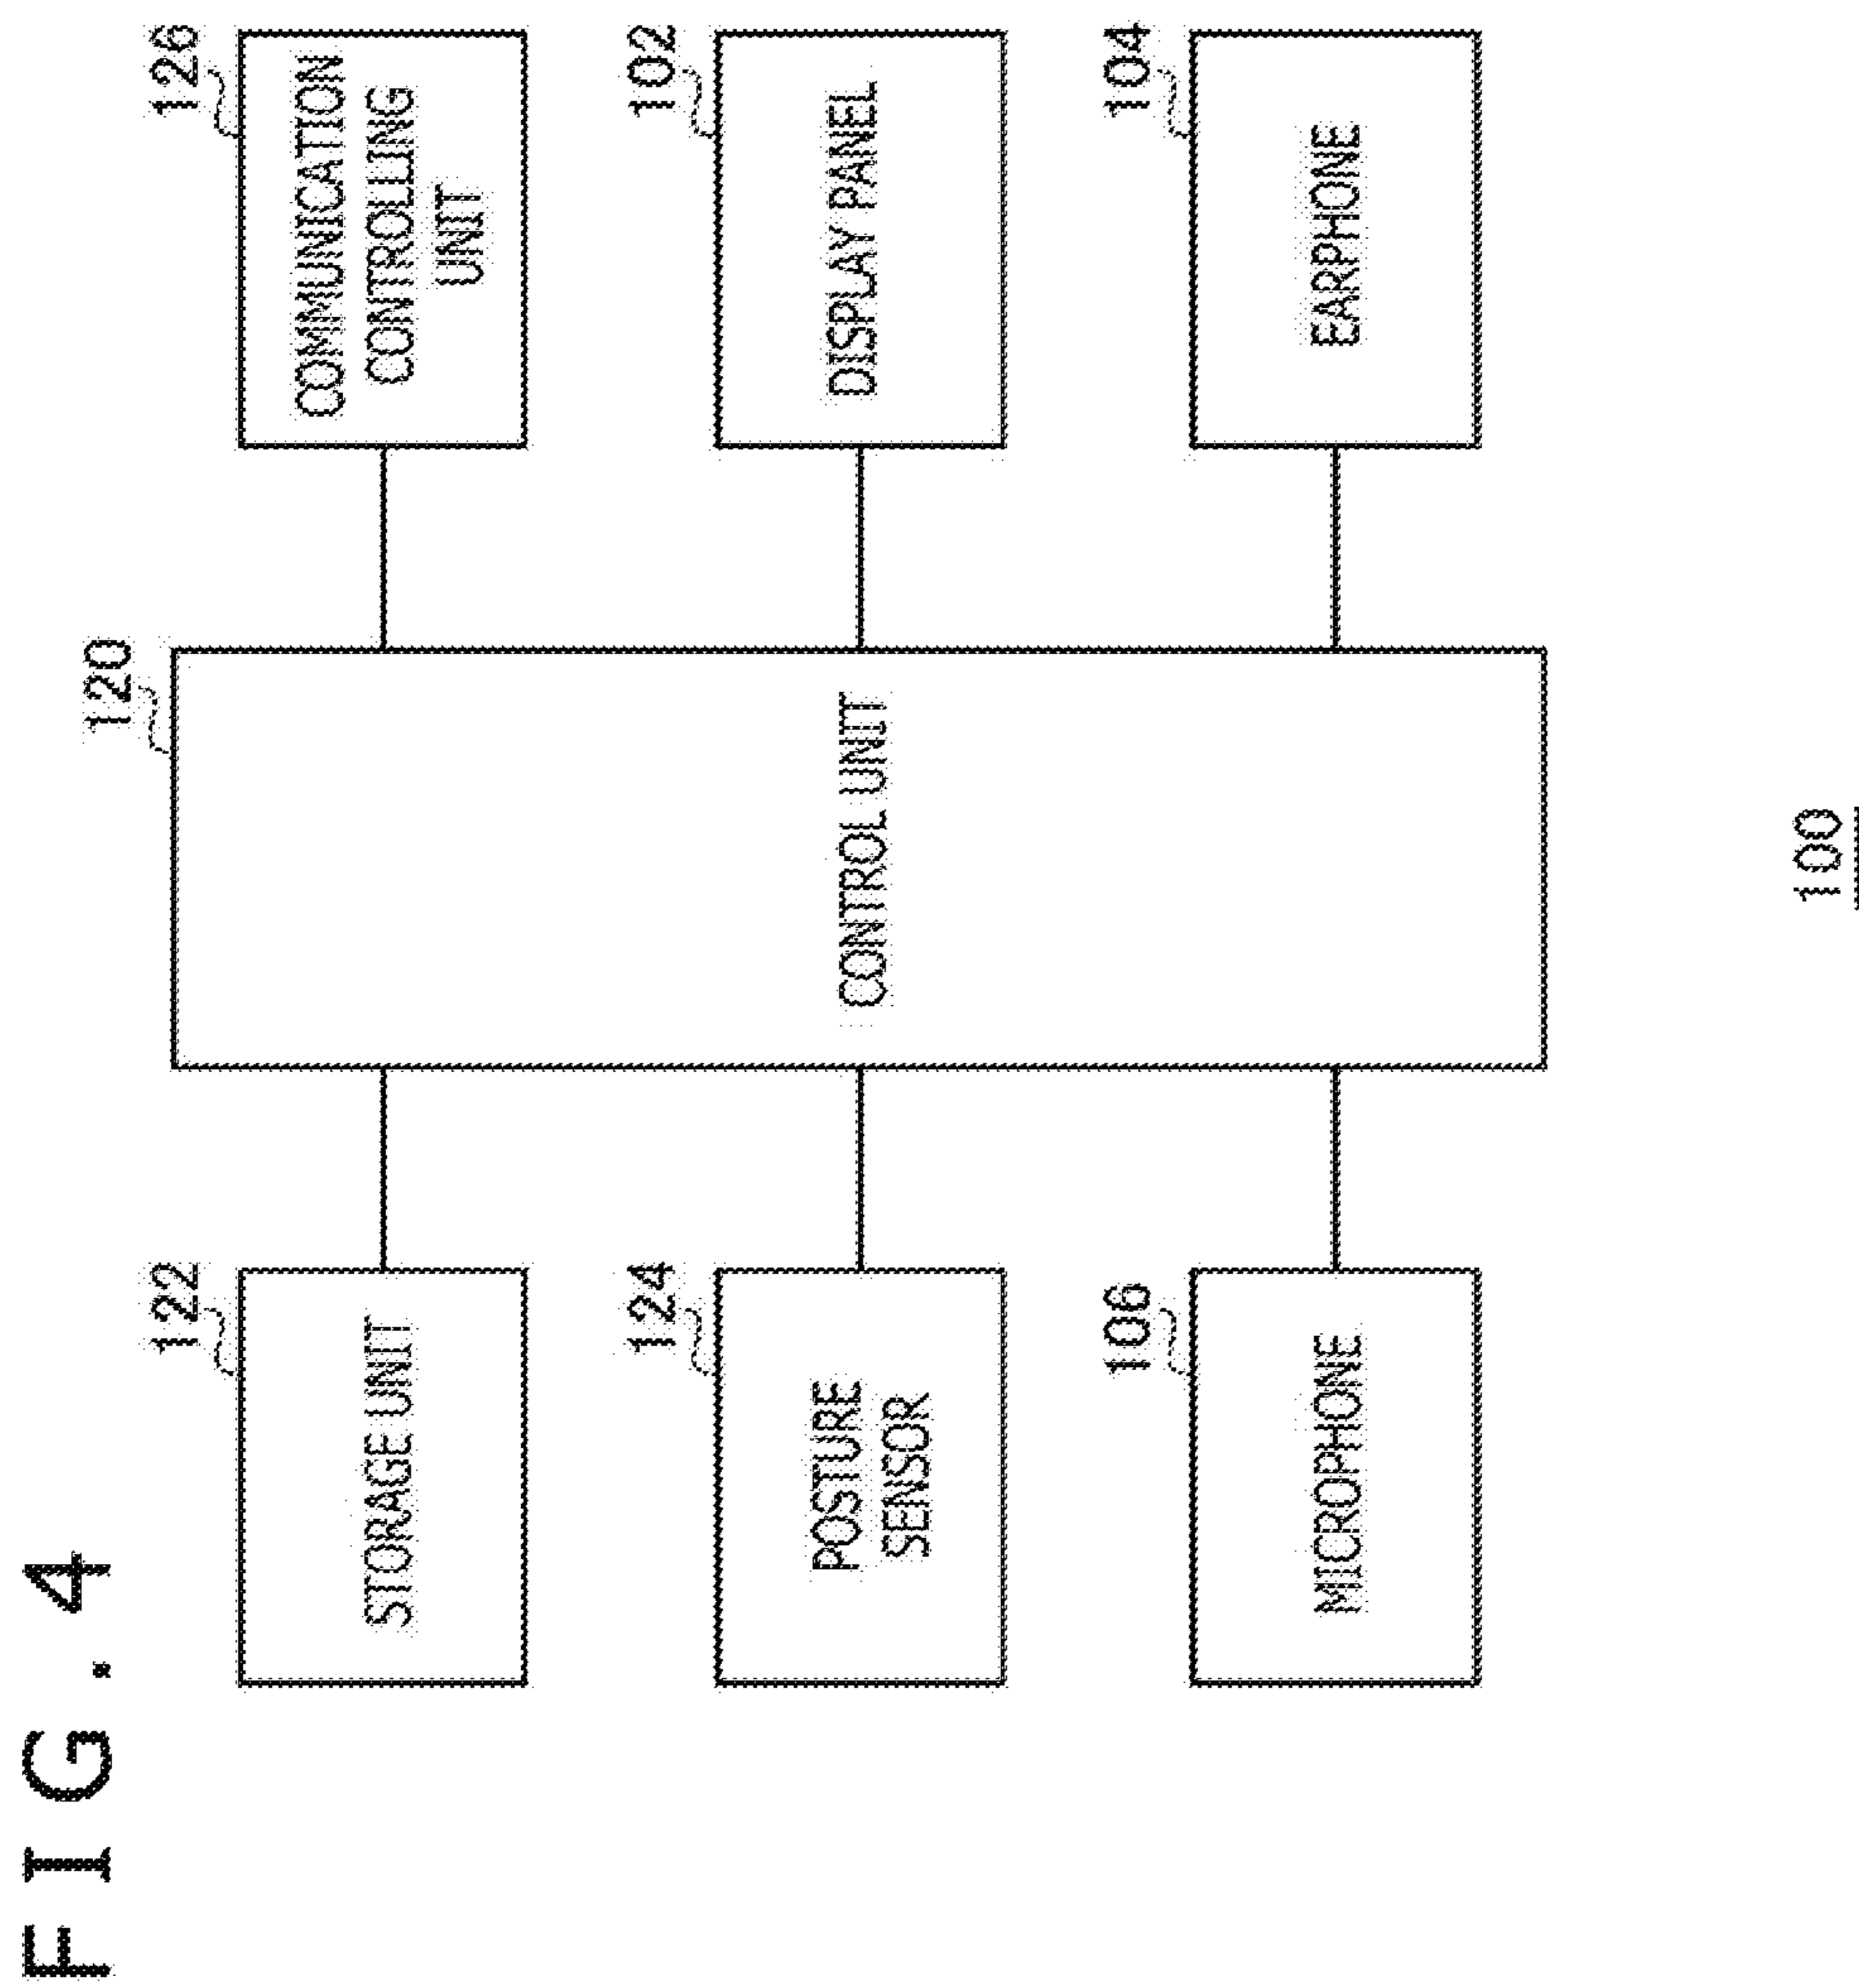 FIG. 4
122
STORAGE UNIT
124
POSTURE
SENSOR
106
MICROPHONE
120
CONTROL UNIT
126
COMMUNICATION
CONTROLLING
UNIT
102
DISPLAY PANEL
104
EARPHONE
100